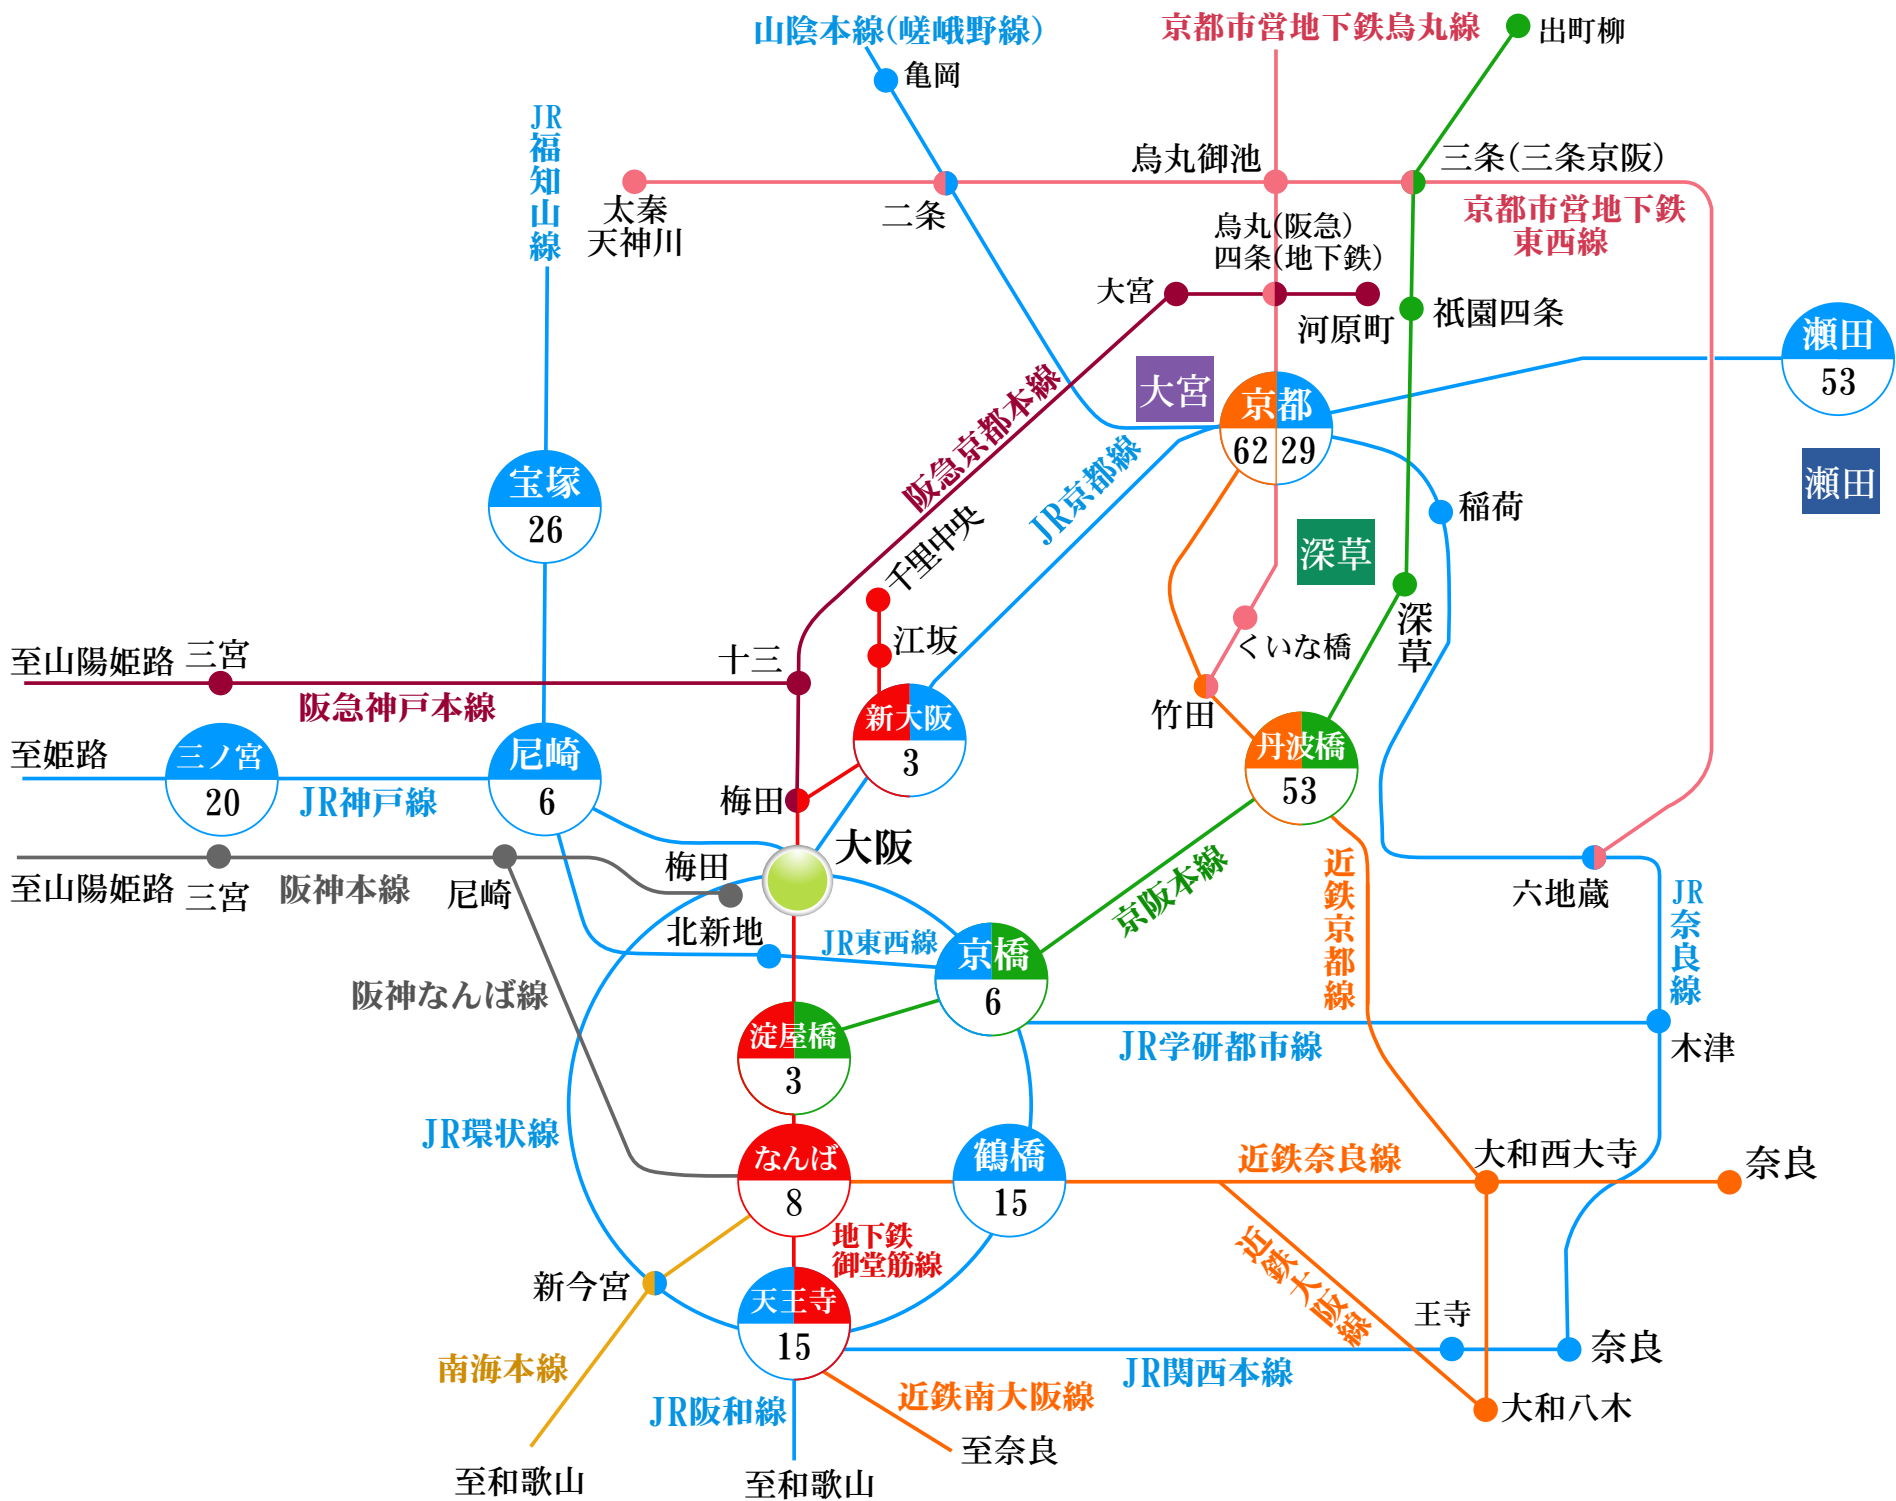 山陰本線(嵯峨野線)
京都市営地下鉄烏丸線
出町柳
亀岡
JR福知山線
烏丸御池
三条(三条京阪)
太秦
天神川
二条
京都市営地下鉄
東西線
烏丸(阪急)
四条(地下鉄)
大宮
河原町
祇園四条
瀬田
53
大宮
京都
62
29
阪急京都本線
JR京都線
宝塚
26
稲荷
瀬田
千里中央
深草
深草
くいな橋
江坂
十三
至山陽姫路
三宮
阪急神戸本線
新大阪
3
竹田
丹波橋
53
至姫路
三ノ宮
20
JR神戸線
尼崎
6
梅田
大阪
梅田
至山陽姫路
三宮
阪神本線
尼崎
北新地
JR東西線
京阪本線
近鉄京都線
六地蔵
JR奈良線
京橋
6
阪神なんば線
淀屋橋
3
JR学研都市線
木津
JR環状線
なんば
8
鶴橋
15
近鉄奈良線
大和西大寺
奈良
地下鉄
御堂筋線
近鉄大阪線
新今宮
天王寺
15
王寺
奈良
南海本線
JR阪和線
近鉄南大阪線
JR関西本線
大和八木
至奈良
至和歌山
至和歌山